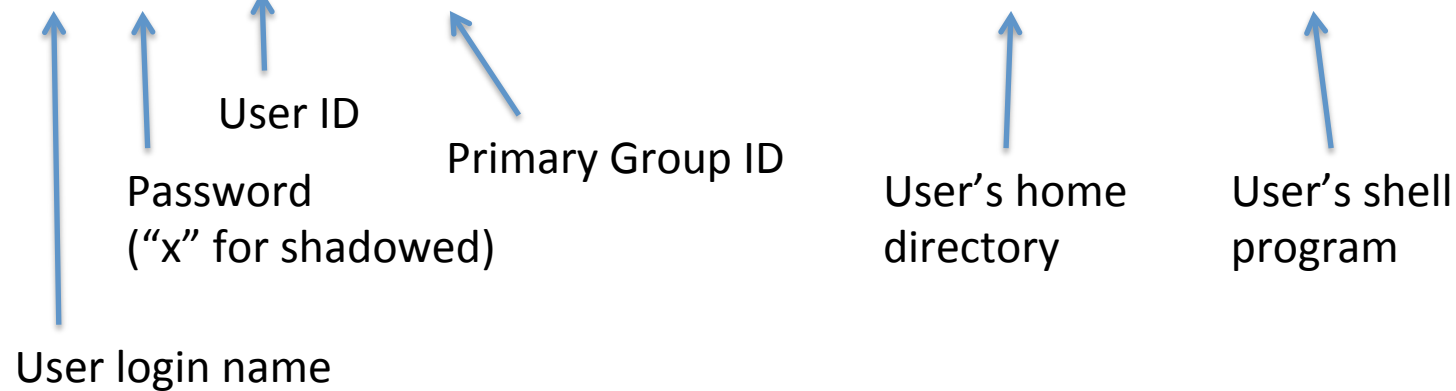 User ID
Primary Group ID
Password
(“x” for shadowed)
User’s home
directory
User’s shell
program
User login name